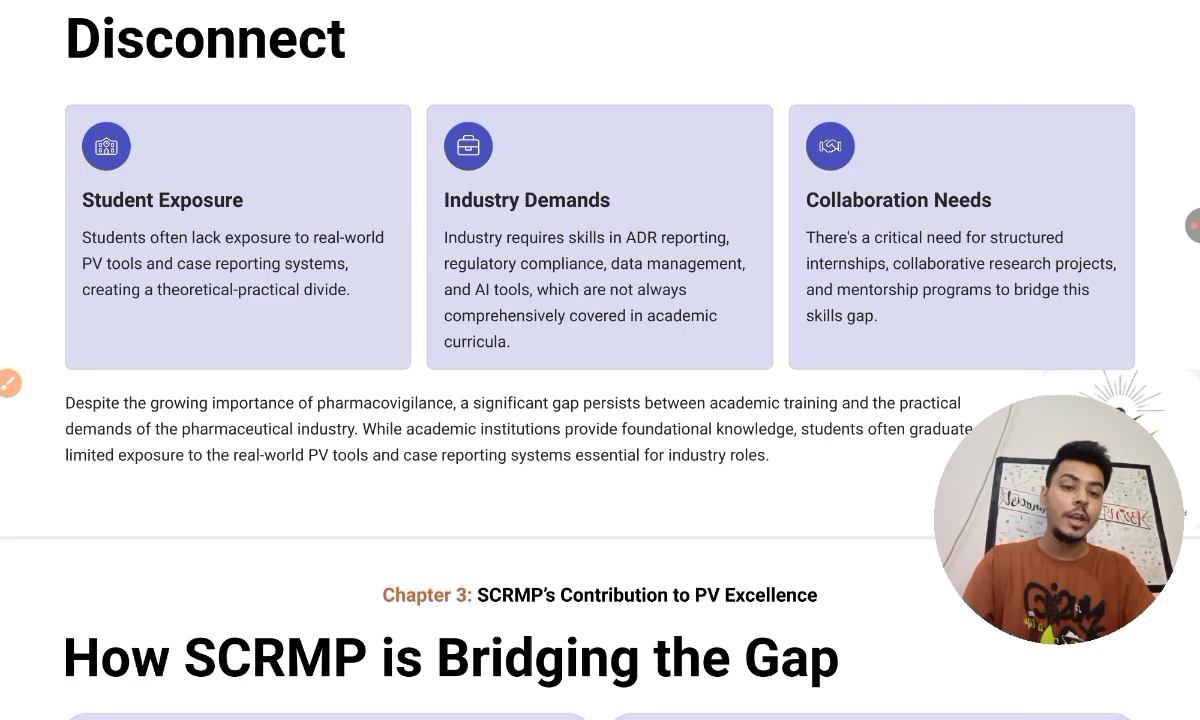 Disconnect
Student Exposure
Students often lack exposure to real-world
PV tools and case reporting systems,
creating a theoretical-practical divide.
Industry Demands
Industry requires skills in ADR reporting,
regulatory compliance, data management,
and AI tools, which are not always
comprehensively covered in academic
curricula.
Collaboration Needs
There's a critical need for structured
internships, collaborative research projects,
and mentorship programs to bridge this
skills gap.
Despite the growing importance of pharmacovigilance, a significant gap persists between academic training and the practical
demands of the pharmaceutical industry. While academic institutions provide foundational knowledge, students often graduate
limited exposure to the real-world PV tools and case reporting systems essential for industry roles.
Chapter 3: SCRMP's Contribution to PV Excellence
How SCRMP is Bridging the Gap